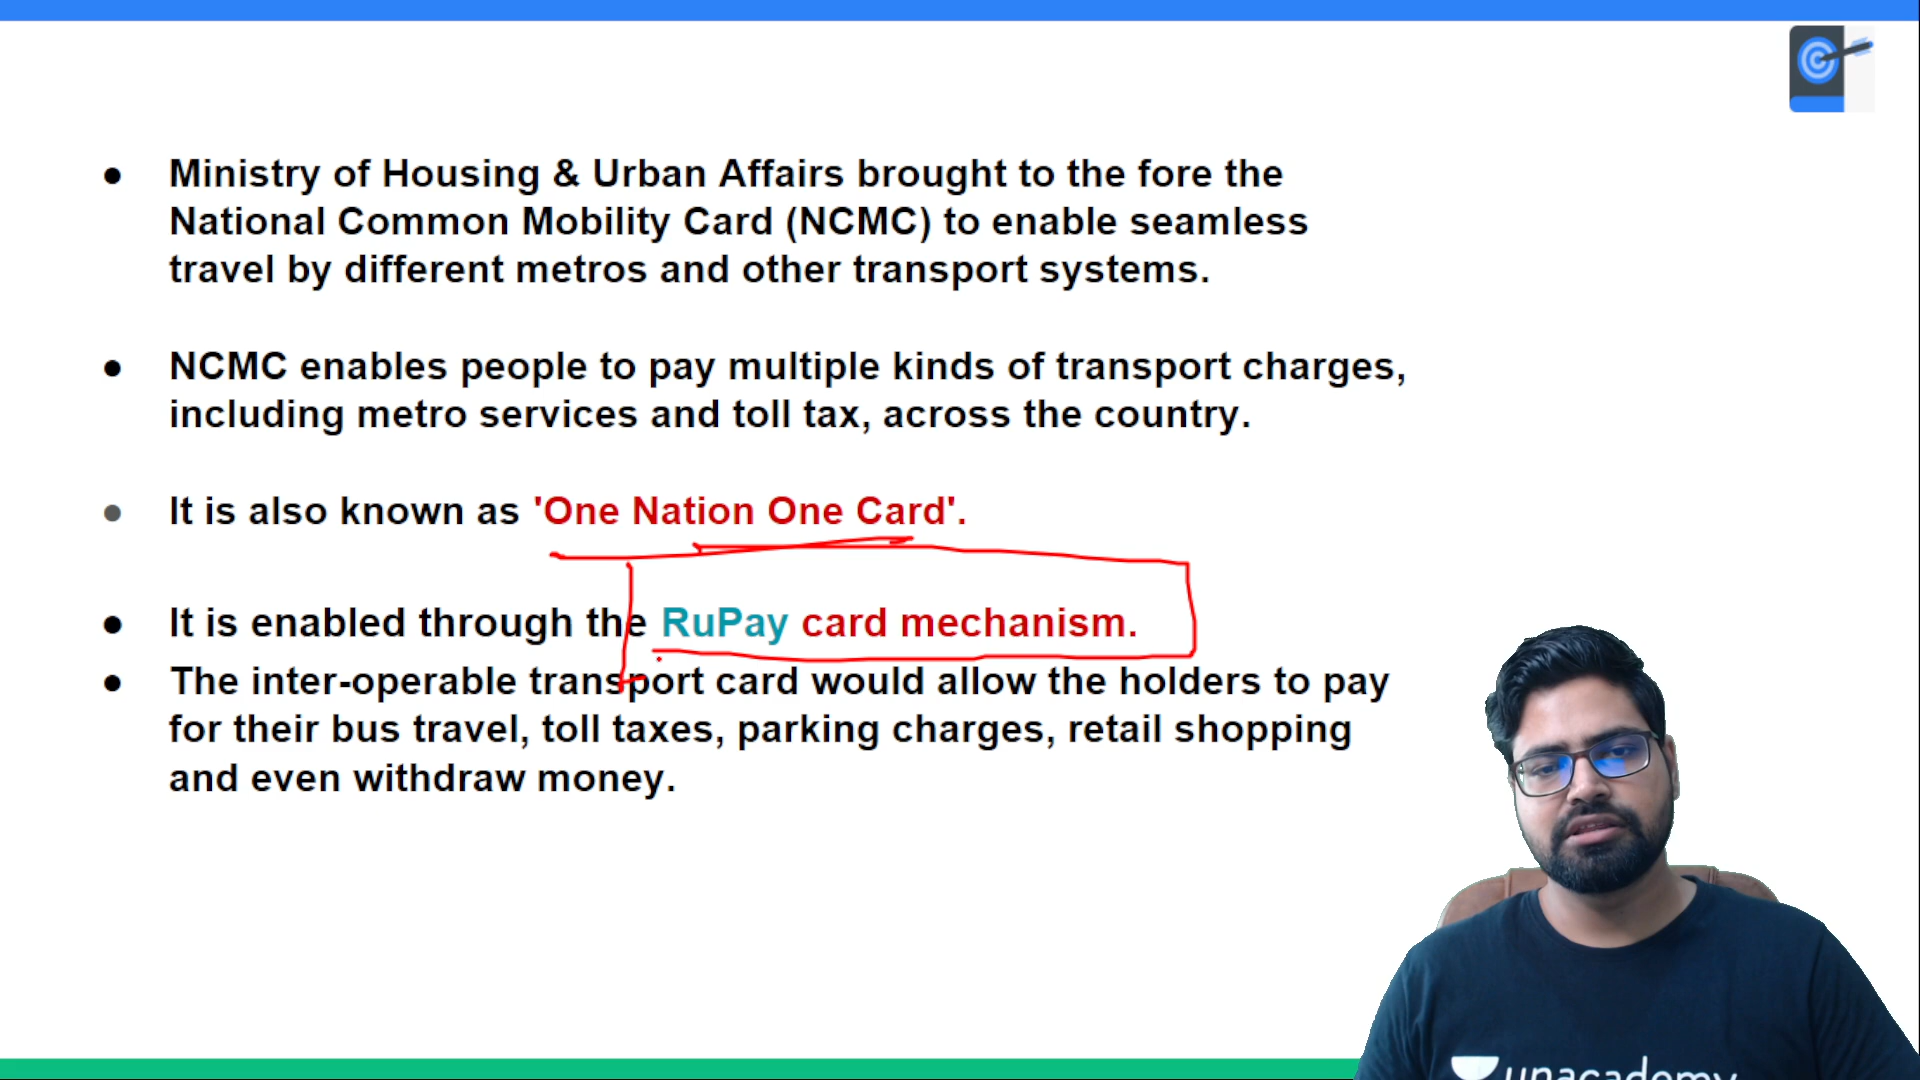 ● Ministry of Housing & Urban Affairs brought to the fore the
National Common Mobility Card (NCMC) to enable seamless
travel by different metros and other transport systems.
● NCMC enables people to pay multiple kinds of transport charges,
including metro services and toll tax, across the country.
● It is also known as 'One Nation One Card'.
● It is enabled through the RuPay card mechanism.
● The inter-operable transport card would allow the holders to pay
for their bus travel, toll taxes, parking charges, retail shopping
and even withdraw money.
unacademy